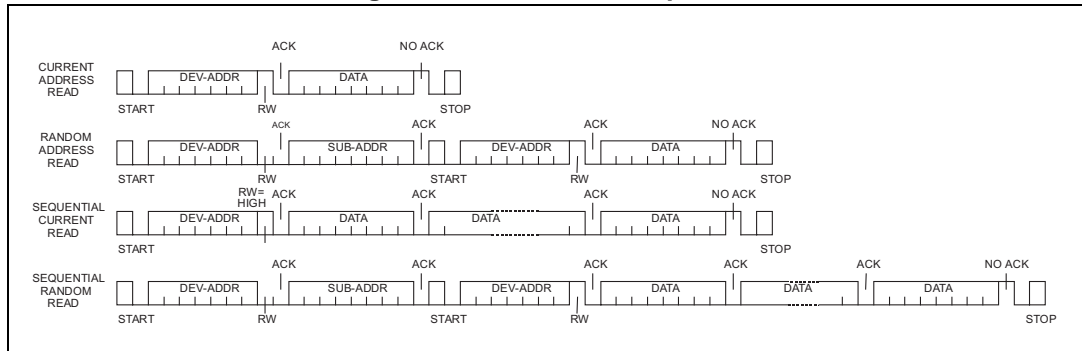 ACK NO ACK
CURRENT
ADDRESS
READ
DEV-ADDR DATA
START RW STOP
ACK ACK ACK NO ACK
RANDOM
ADDRESS
READ
DEV-ADDR SUB-ADDR DEV-ADDR DATA
START RW START RW STOP
RW=
HIGH
ACK ACK ACK NO ACK
SEQUENTIAL
CURRENT
READ
DEV-ADDR DATA DATA DATA
START STOP
ACK ACK ACK ACK ACK NO ACK
SEQUENTIAL
RANDOM
READ
DEV-ADDR SUB-ADDR DEV-ADDR DATA DATA DATA
START RW START RW STOP